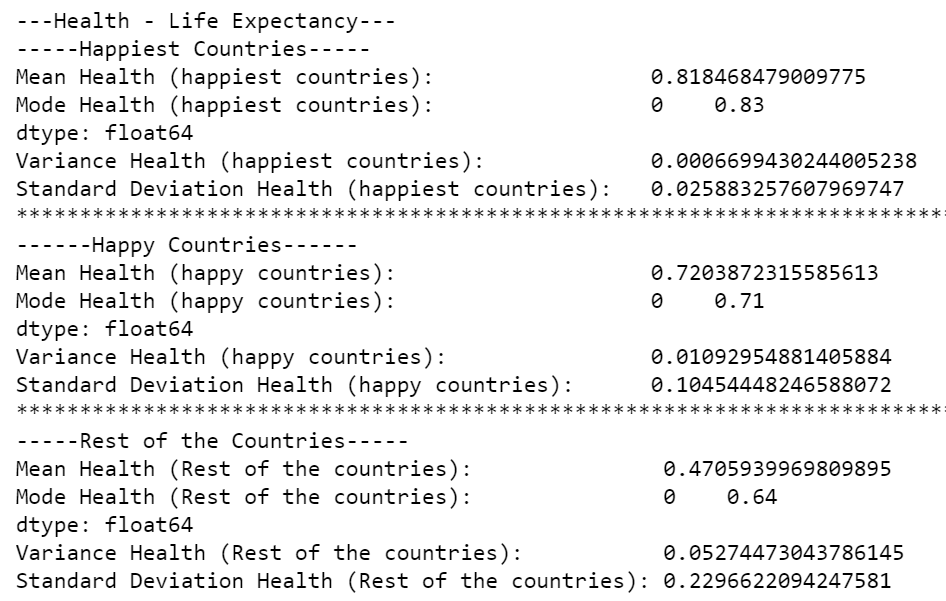 ---Health - Life Expectancy---
-----Happiest Countries-----
Mean Health (happiest countries):                 0.818468479009775
Mode Health (happiest countries):                 0    0.83
dtype: float64
Variance Health (happiest countries):             0.0006699430244005238
Standard Deviation Health (happiest countries):   0.025883257607969747
*************************************************************************
------Happy Countries------
Mean Health (happy countries):                    0.7203872315585613
Mode Health (happy countries):                    0    0.71
dtype: float64
Variance Health (happy countries):                0.01092954881405884
Standard Deviation Health (happy countries):      0.10454448246588072
*************************************************************************
-----Rest of the Countries-----
Mean Health (Rest of the countries):               0.4705939969809895
Mode Health (Rest of the countries):               0    0.64
dtype: float64
Variance Health (Rest of the countries):           0.05274473043786145
Standard Deviation Health (Rest of the countries): 0.2296622094247581